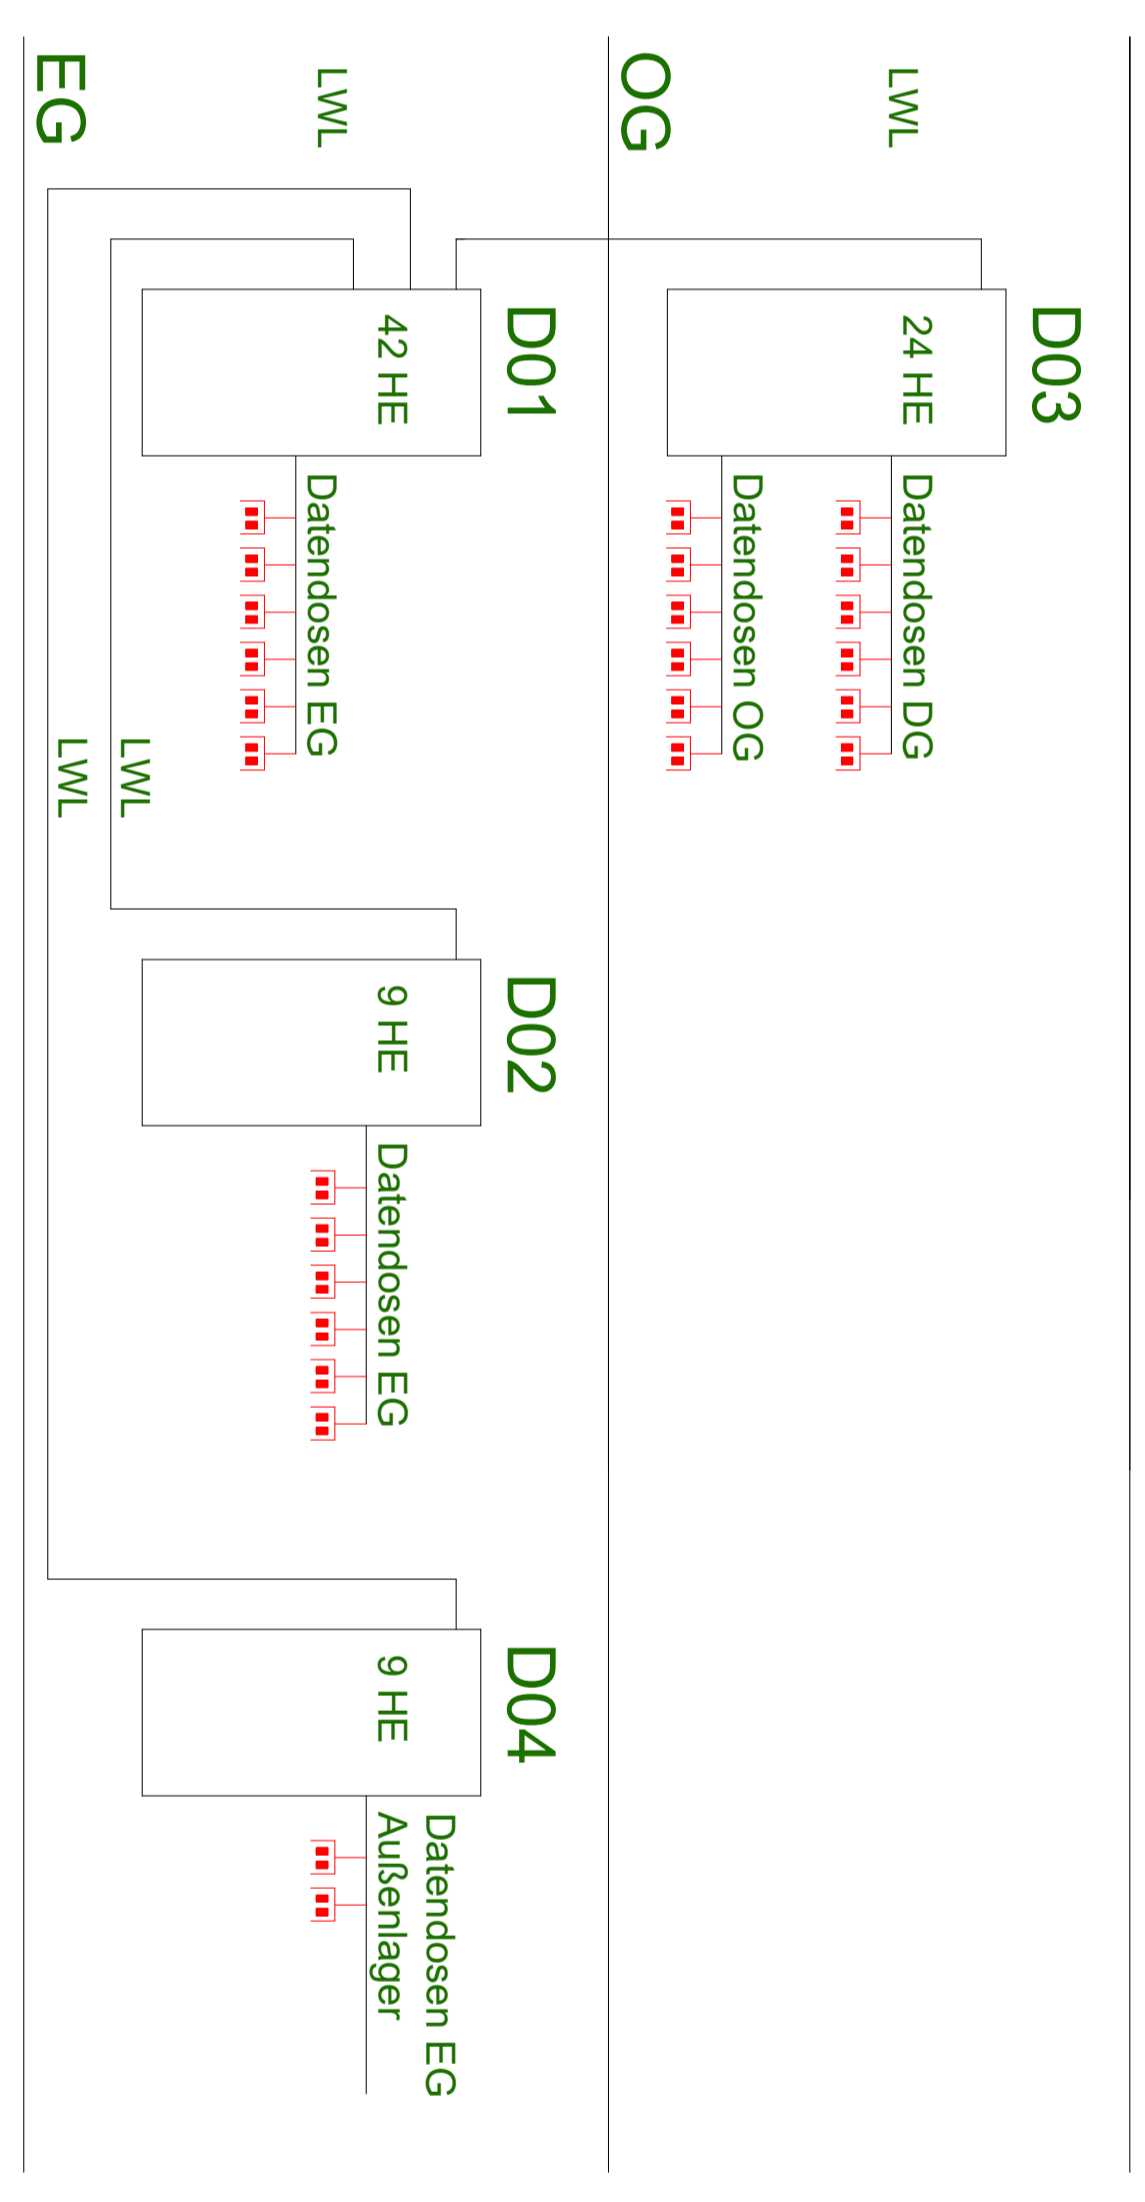 OG
LWL
D03
24 HE
Datendosen DG
Datendosen OG
EG
LWL
D01
42 HE
Datendosen EG
LWL
LWL
D02
9 HE
Datendosen EG
D04
9 HE
Datendosen EG
Außenlager